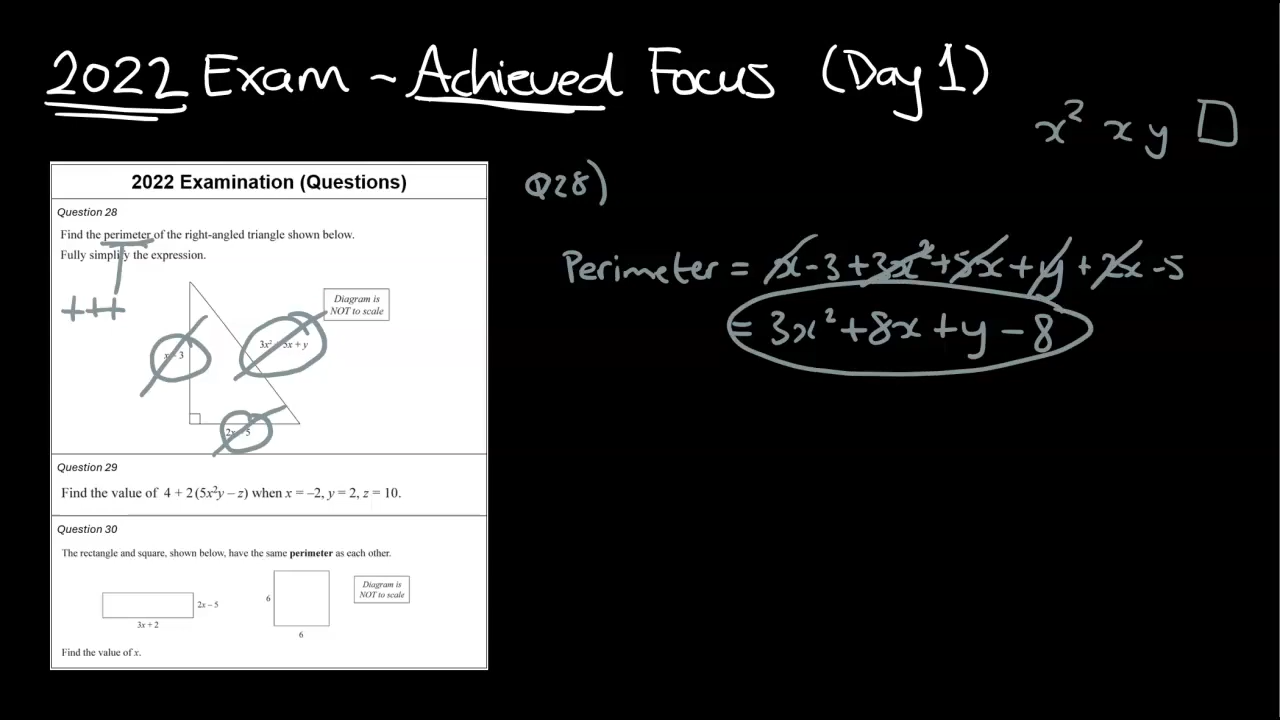 2022 Exam ~ Achieved Focus (Day 1)
x² x y
2022 Examination (Questions)
Question 28
Find the perimeter of the right-angled triangle shown below.
Fully simplify the expression.
+++
Diagram is
NOT to scale
x – 3
3x² + 5x + y
2x – 5
Q28)
Perimeter = x - 3 + 3x² + 5x + y + 2x - 5
= 3x² + 8x + y - 8
Question 29
Find the value of 4 + 2(5x²y – z) when x = –2, y = 2, z = 10.
Question 30
The rectangle and square, shown below, have the same perimeter as each other.
2x – 5
3x + 2
6
6
Diagram is
NOT to scale
Find the value of x.